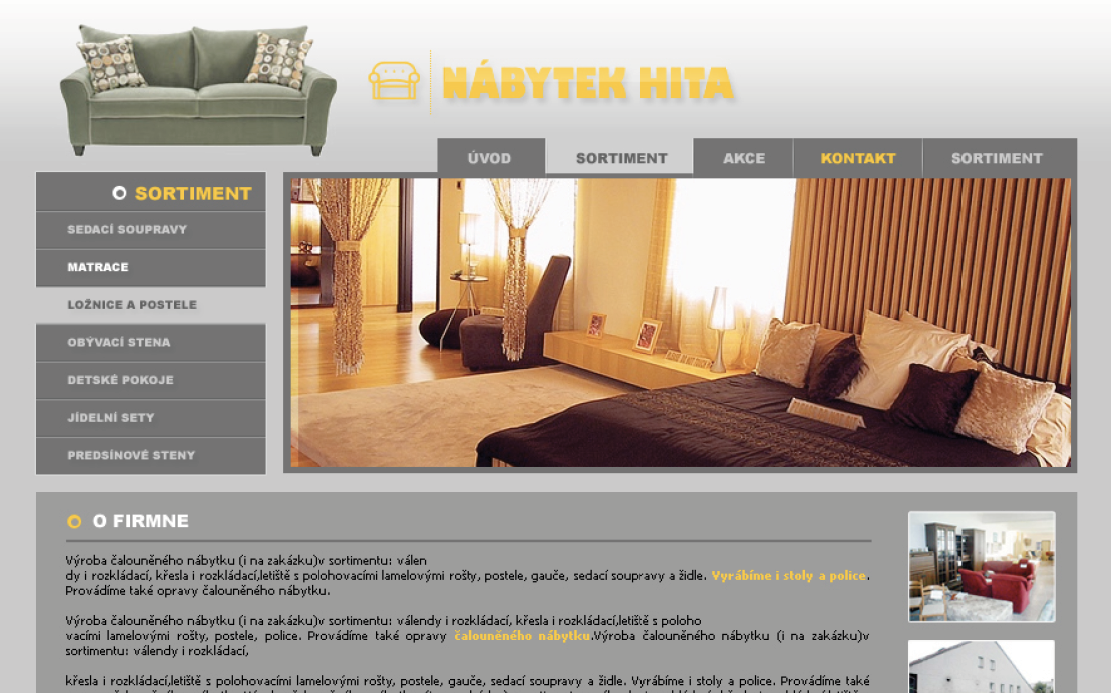 NÁBYTEK HITA
ÚVOD SORTIMENT AKCE KONTAKT SORTIMENT
SORTIMENT
SEDACÍ SOUPRAVY
MATRACE
LOŽNICE A POSTELE
OBÝVACÍ STENA
DETSKÉ POKOJE
JÍDELNÍ SETY
PREDSÍNOVÉ STENY
O FIRMNE
Výroba čalouněného nábytku (i na zakázku)v sortimentu: válen
dy i rozkládací, křesla i rozkládací,letiště s polohovacími lamelovými rošty, postele, gauče, sedací soupravy a židle. Vyrábíme i stoly a police.
Provádíme také opravy čalouněného nábytku.
Výroba čalouněného nábytku (i na zakázku)v sortimentu: válendy i rozkládací, křesla i rozkládací,letiště s poloho
vacími lamelovými rošty, postele, police. Provádíme také opravy čalouněného nábytku.Výroba čalouněného nábytku (i na zakázku)v
sortimentu: válendy i rozkládací,
křesla i rozkládací,letiště s polohovacími lamelovými rošty, postele, gauče, sedací soupravy a židle. Vyrábíme i stoly a police. Provádíme také